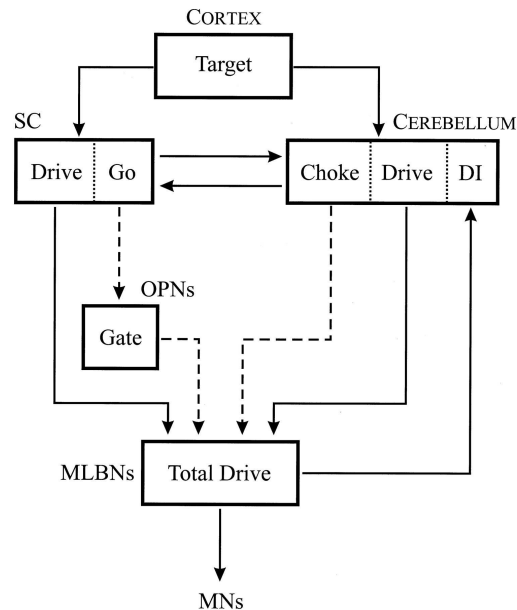 CORTEX
Target
SC
CEREBELLUM
Drive Go
Choke Drive DI
OPNs
Gate
MLBNs
Total Drive
MNs